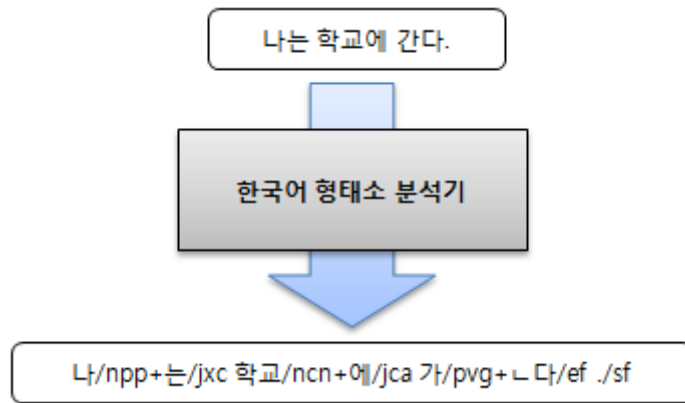 나는 학교에 간다.
한국어 형태소 분석기
나/npp+는/jxc 학교/ncn+에/jca 가/pvg+ㄴ다/ef ./sf